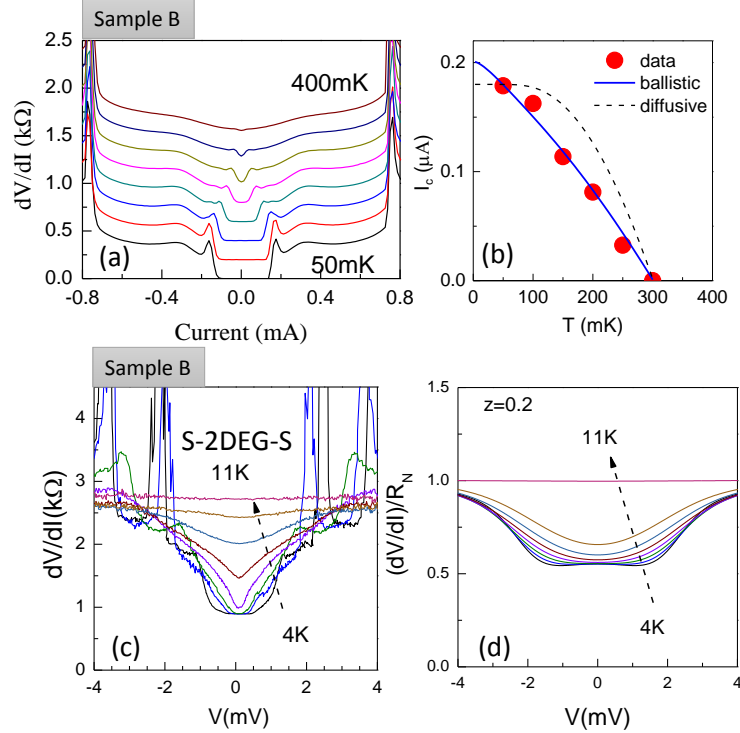 Sample B
2.5
2.0
1.5
1.0
0.5
0.0
dV/dI (kΩ)
400mK
50mK
(a)
-0.8 -0.4 0.0 0.4 0.8
Current (mA)
0.2
0.1
0.0
I_c (μA)
data
ballistic
diffusive
(b)
0 100 200 300 400
T (mK)
Sample B
4
3
2
1
0
dV/dI(kΩ)
S-2DEG-S
11K
4K
(c)
-4 -2 0 2 4
V(mV)
1.5
1.0
0.5
0.0
(dV/dI)/R_N
z=0.2
11K
4K
(d)
-4 -2 0 2 4
V(mV)